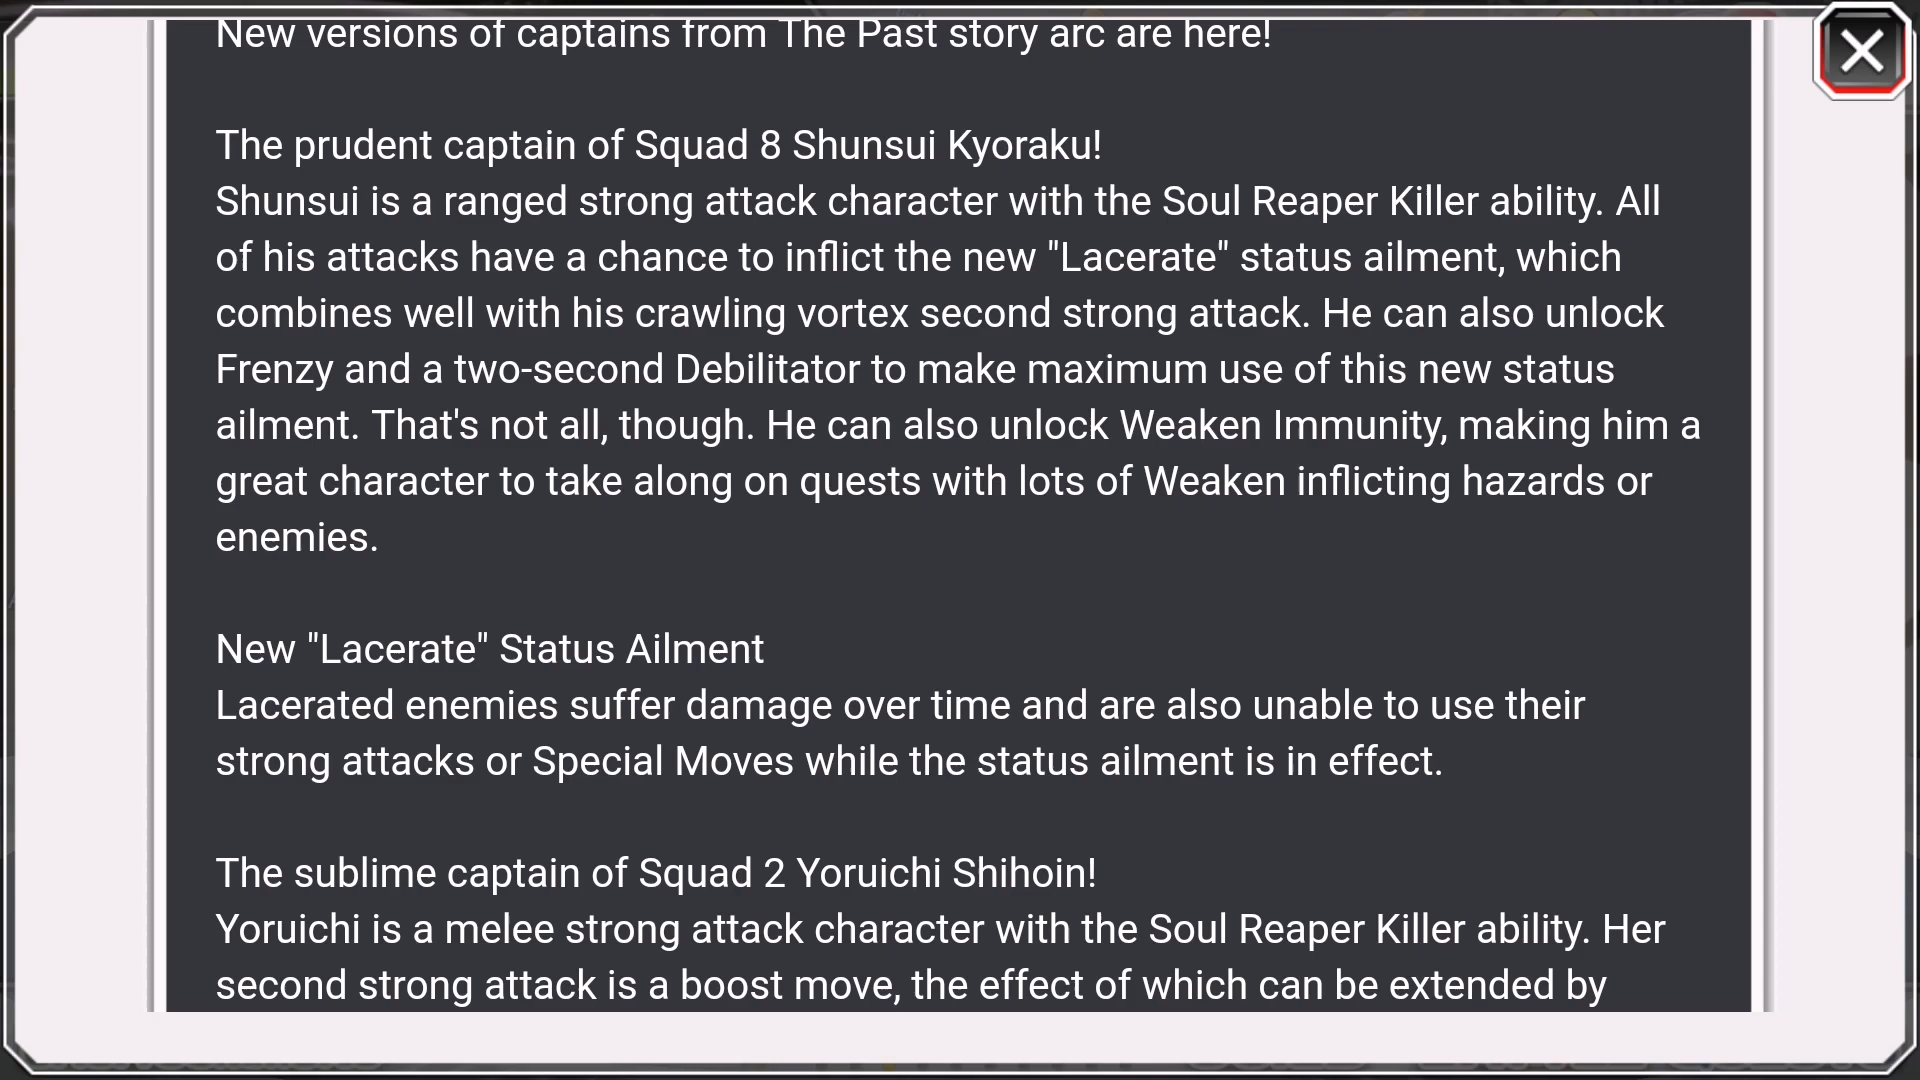 New versions of captains from The Past story arc are here!
The prudent captain of Squad 8 Shunsui Kyoraku!
Shunsui is a ranged strong attack character with the Soul Reaper Killer ability. All
of his attacks have a chance to inflict the new "Lacerate" status ailment, which
combines well with his crawling vortex second strong attack. He can also unlock
Frenzy and a two-second Debilitator to make maximum use of this new status
ailment. That's not all, though. He can also unlock Weaken Immunity, making him a
great character to take along on quests with lots of Weaken inflicting hazards or
enemies.
New "Lacerate" Status Ailment
Lacerated enemies suffer damage over time and are also unable to use their
strong attacks or Special Moves while the status ailment is in effect.
The sublime captain of Squad 2 Yoruichi Shihoin!
Yoruichi is a melee strong attack character with the Soul Reaper Killer ability. Her
second strong attack is a boost move, the effect of which can be extended by